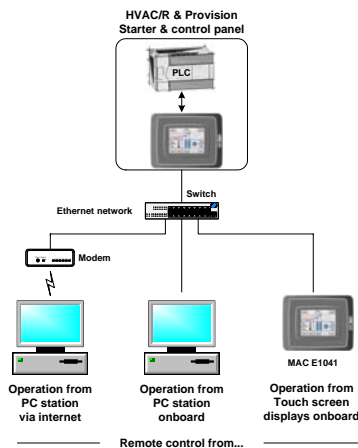 HVAC/R & Provision
Starter & control panel
PLC
Switch
Ethernet network
Modem
MAC E1041
Operation from
PC station
via internet
Operation from
PC station
onboard
Operation from
Touch screen
displays onboard
Remote control from...